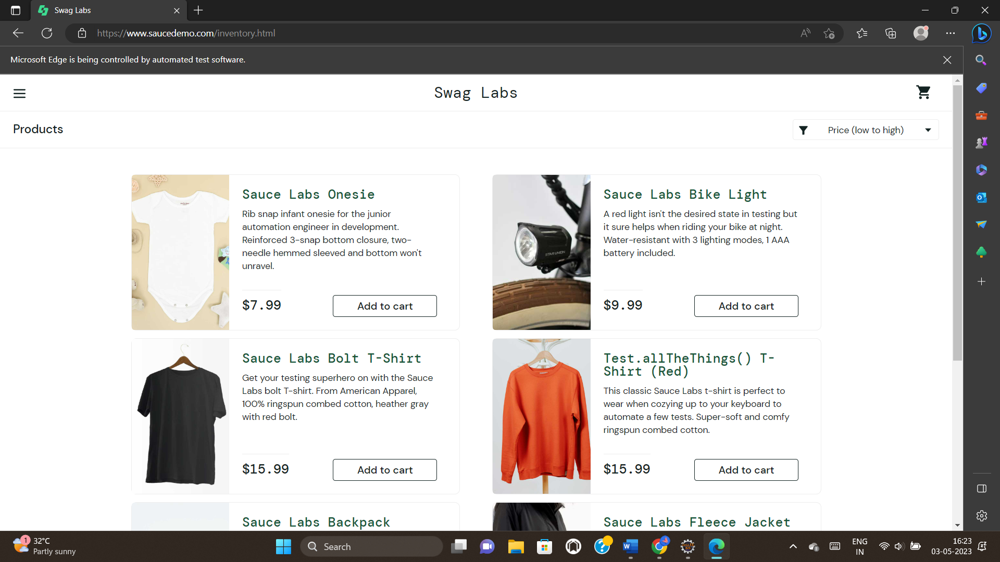 Swag Labs
https://www.saucedemo.com/inventory.html
Microsoft Edge is being controlled by automated test software.
Swag Labs
Products
Price (low to high)
Sauce Labs Onesie
Rib snap infant onesie for the junior
automation engineer in development.
Reinforced 3-snap bottom closure, two-
needle hemmed sleeved and bottom won't
unravel.
$7.99
Add to cart
Sauce Labs Bike Light
A red light isn't the desired state in testing but
it sure helps when riding your bike at night.
Water-resistant with 3 lighting modes, 1 AAA
battery included.
$9.99
Add to cart
STAR UNION
Sauce Labs Bolt T-Shirt
Get your testing superhero on with the Sauce
Labs bolt T-shirt. From American Apparel,
100% ringspun combed cotton, heather gray
with red bolt.
$15.99
Add to cart
Test.allTheThings() T-
Shirt (Red)
This classic Sauce Labs t-shirt is perfect to
wear when cozying up to your keyboard to
automate a few tests. Super-soft and comfy
ringspun combed cotton.
$15.99
Add to cart
Sauce Labs Backpack
Sauce Labs Fleece Jacket
1
32°C
Partly sunny
Search
ENG
IN
16:23
03-05-2023